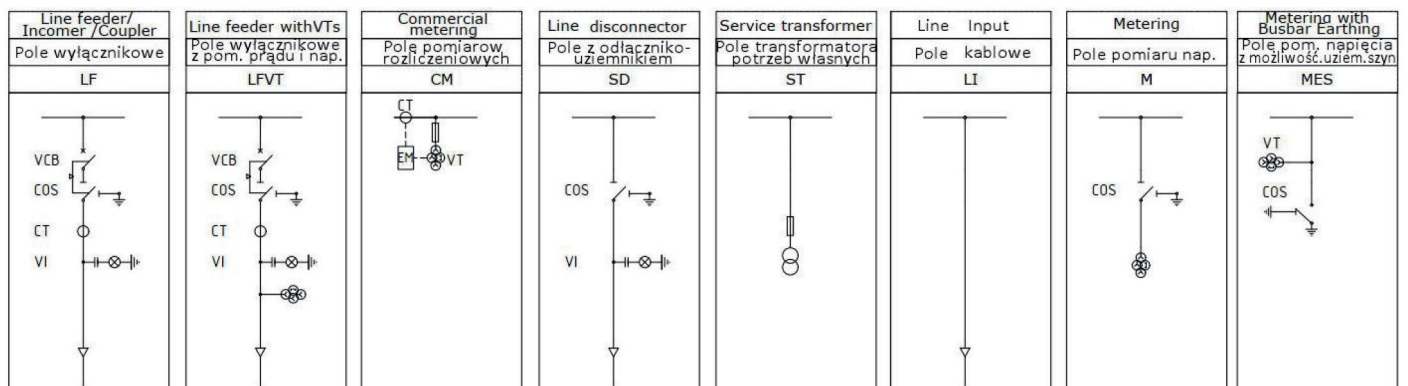 Line feeder/
Incomer /Coupler
Pole wyłącznikowe
LF
VCB
COS
CT
VI
Line feeder withVTs
Pole wyłącznikowe
z pom. prądu i nap.
LFVT
VCB
COS
CT
VI
Commercial
metering
Pole pomiarow
rozliczeniowych
CM
CT
EM
VT
Line disconnector
Pole z odłączniko-
uziemnikiem
SD
COS
VI
Service transformer
Pole transformatora
potrzeb własnych
ST
Line Input
Pole kablowe
LI
Metering
Pole pomiaru nap.
M
COS
Metering with
Busbar Earthing
Pole pom. napięcia
z możliwość.uziem.szyn
MES
VT
COS